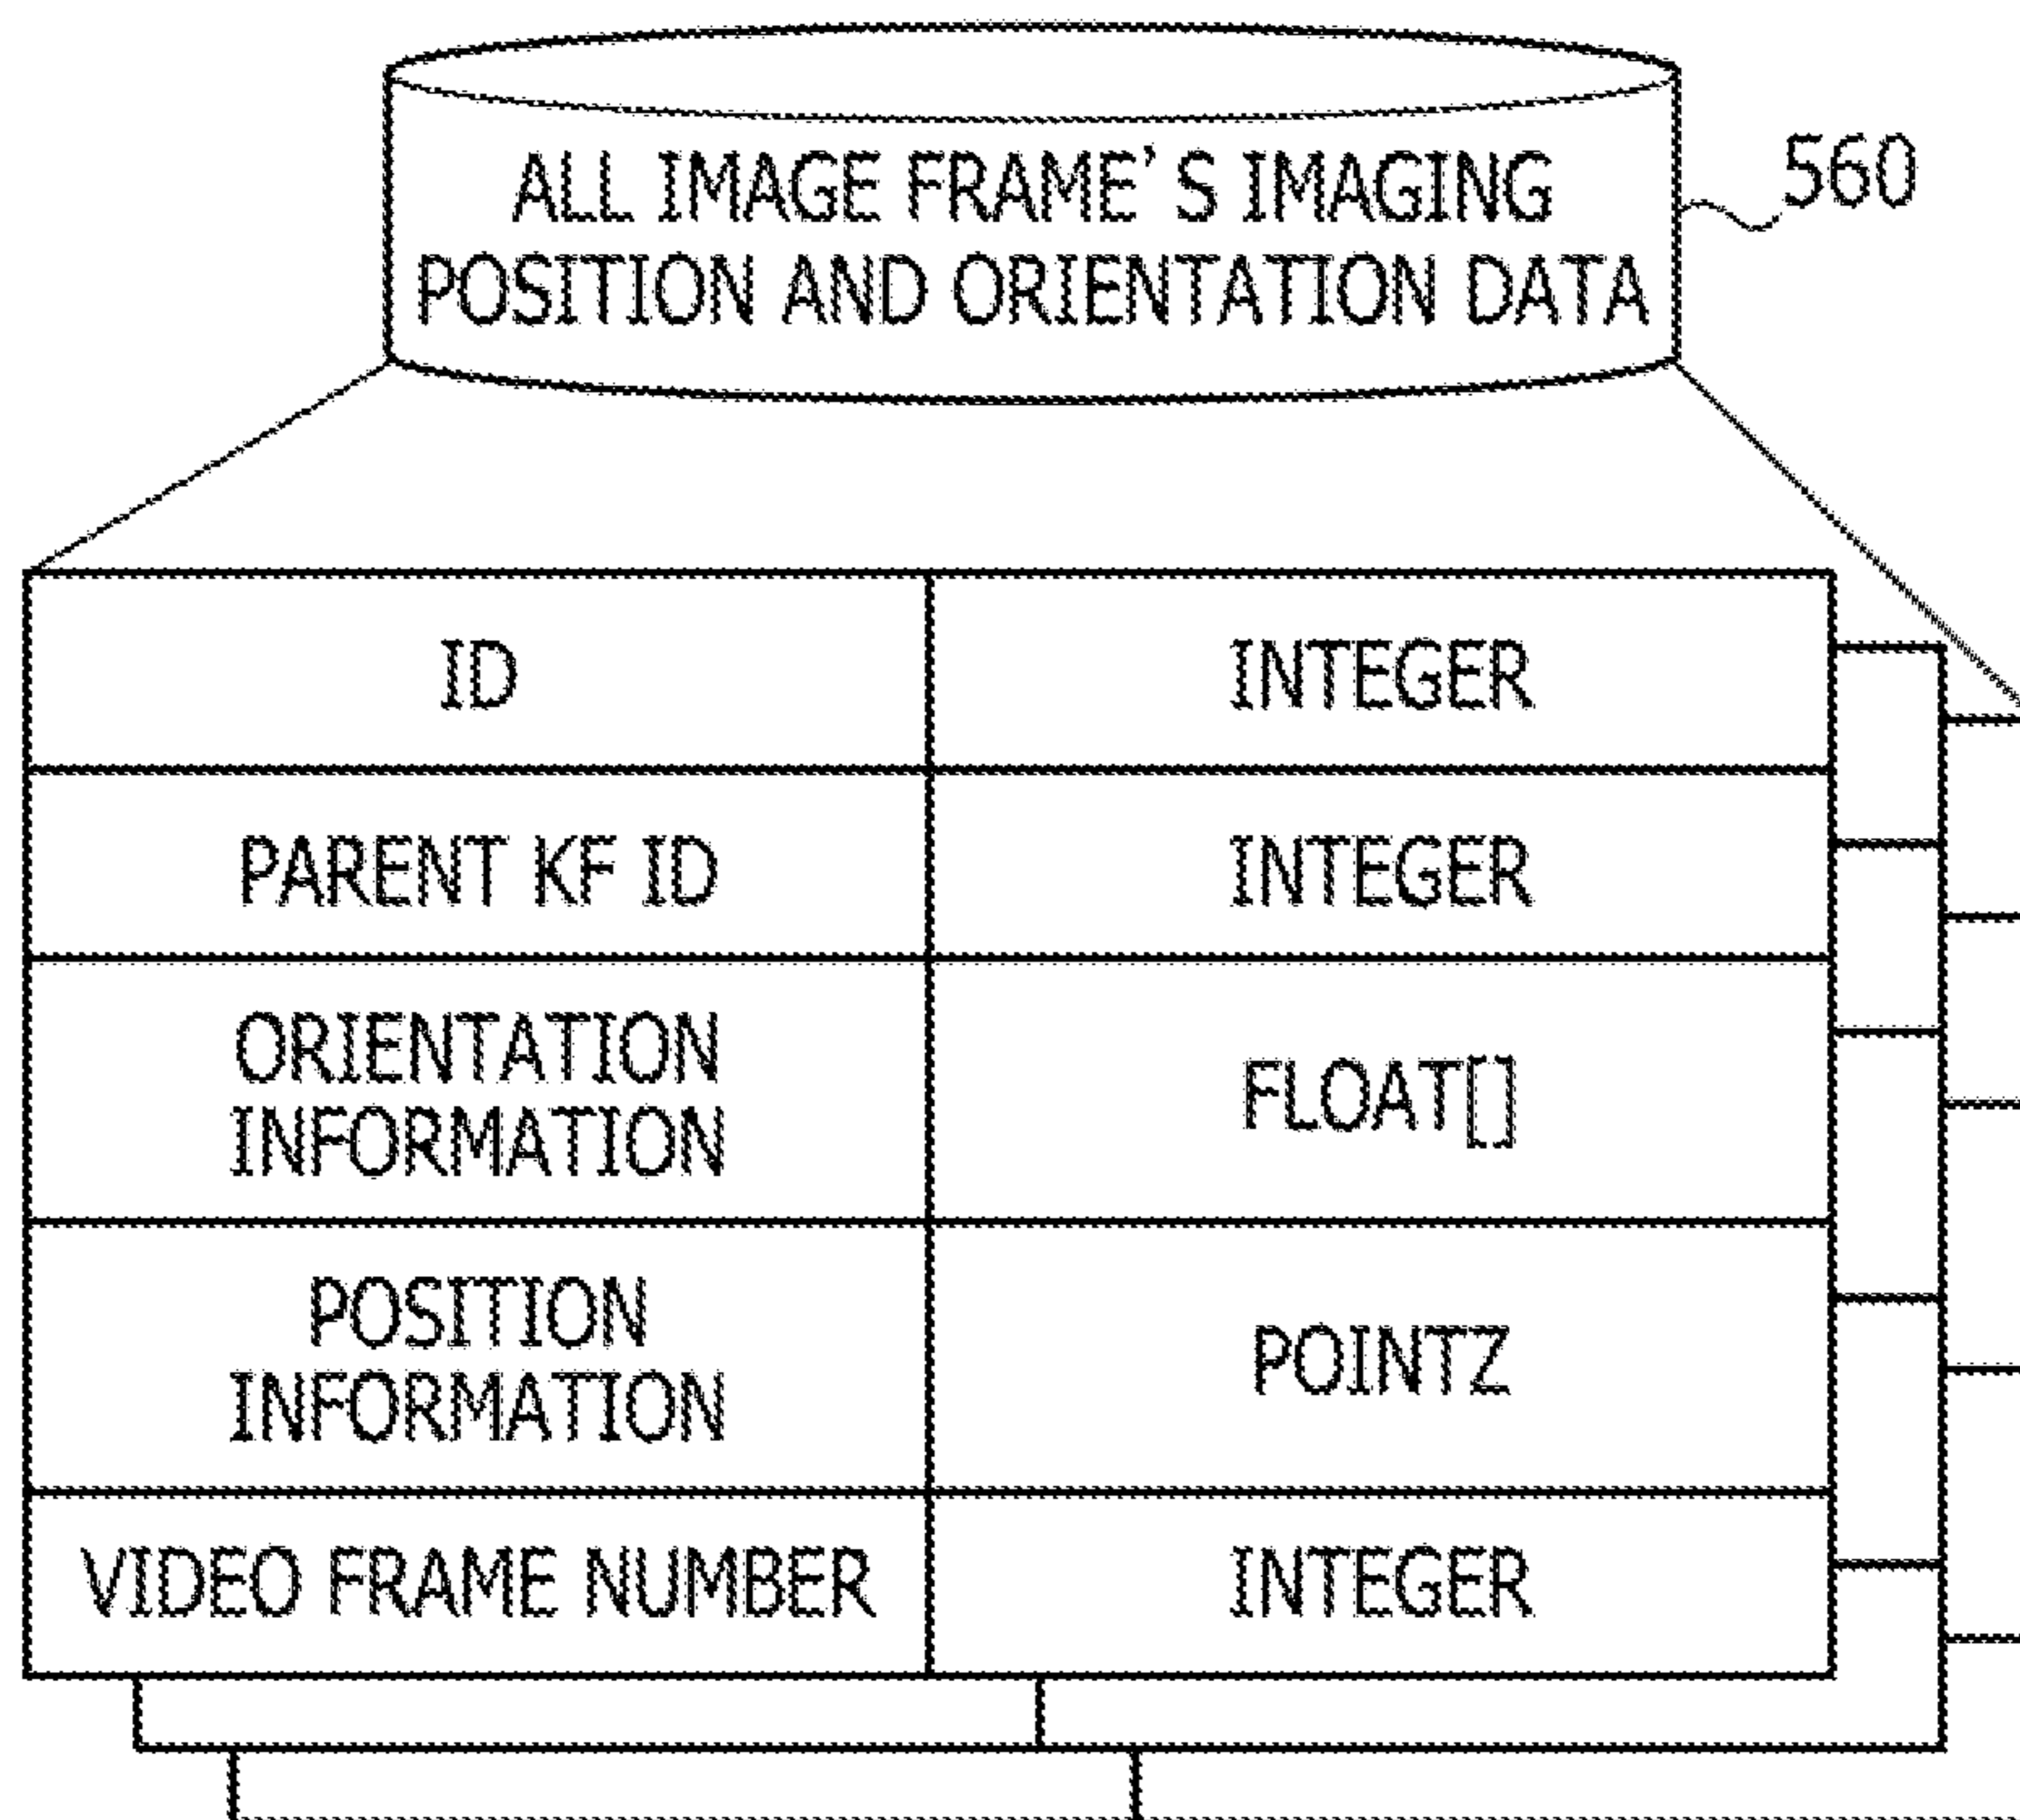 ALL IMAGE FRAME'S IMAGING
POSITION AND ORIENTATION DATA
560
ID
INTEGER
PARENT KF ID
INTEGER
ORIENTATION
INFORMATION
FLOAT[]
POSITION
INFORMATION
POINTZ
VIDEO FRAME NUMBER
INTEGER